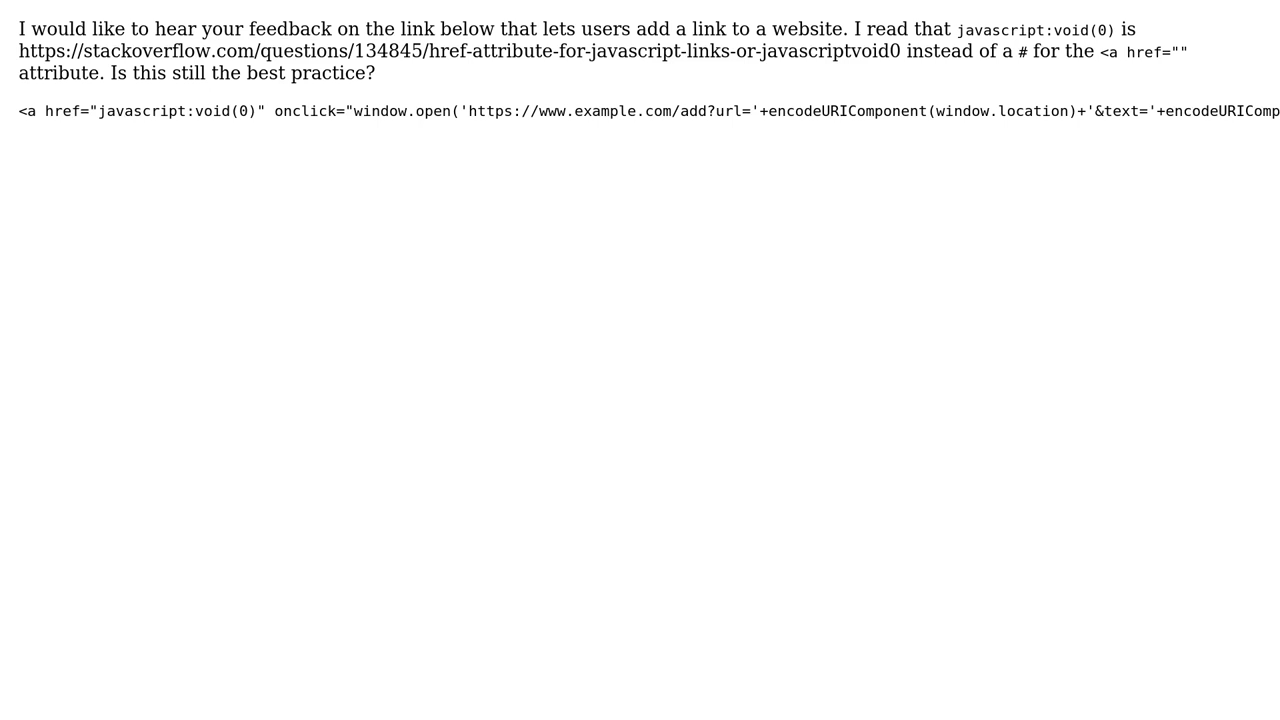 I would like to hear your feedback on the link below that lets users add a link to a website. I read that javascript:void(0) is
https://stackoverflow.com/questions/134845/href-attribute-for-javascript-links-or-javascriptvoid0 instead of a # for the <a href=""
attribute. Is this still the best practice?
<a href="javascript:void(0)" onclick="window.open('https://www.example.com/add?url='+encodeURIComponent(window.location)+'&text='+encodeURIComp